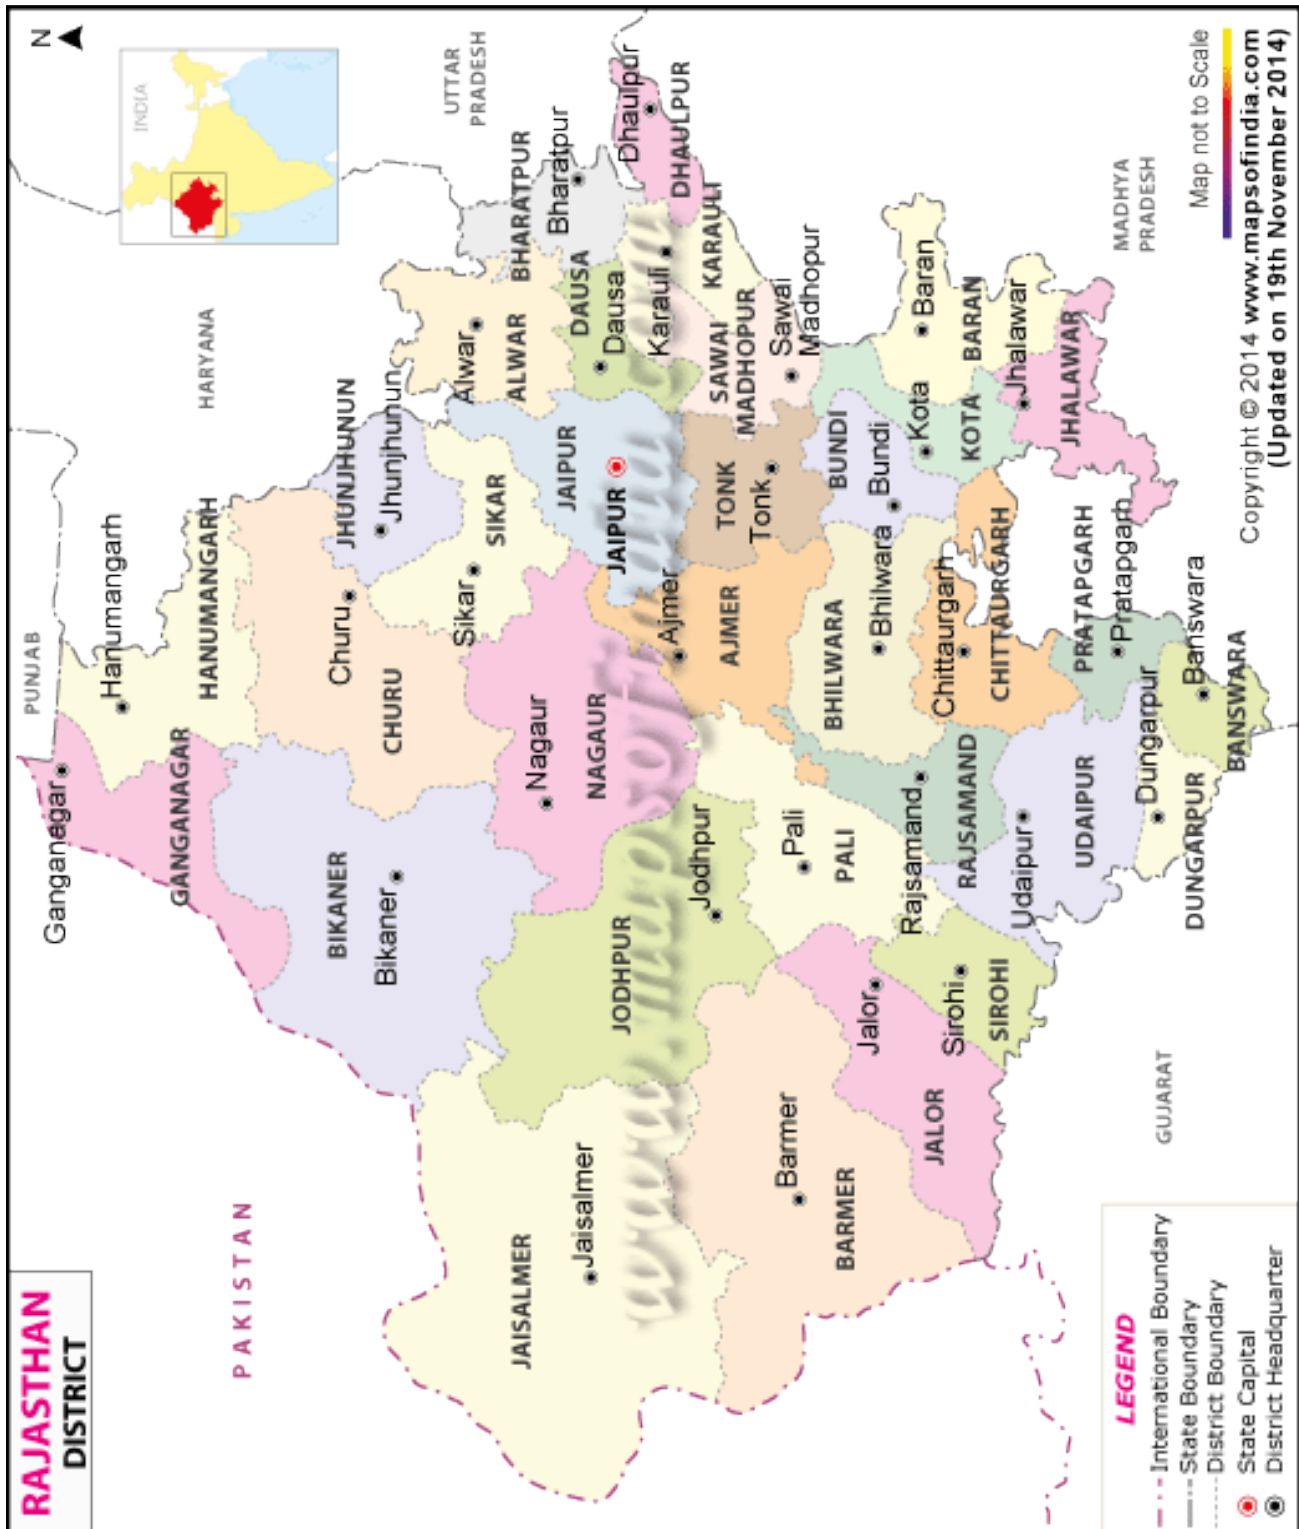 RAJASTHAN
DISTRICT
N
INDIA
PAKISTAN
PUNJAB
HARYANA
UTTAR
PRADESH
MADHYA
PRADESH
GUJARAT
Ganganagar
GANGANAGAR
Hanumangarh
HANUMANGARH
BIKANER
Bikaner
Churu
CHURU
JHUNJHUNUN
Jhunjhunun
Sikar
SIKAR
Alwar
ALWAR
BHARATPUR
Bharatpur
Dhaulpur
DHAULPUR
DAUSA
Dausa
Karauli
KARAULI
JAIPUR
JAIPUR
Nagaur
NAGAUR
JODHPUR
Jodhpur
JAISALMER
Jaisalmer
Barmer
BARMER
Jalor
JALOR
Sirohi
SIROHI
Pali
PALI
Ajmer
AJMER
TONK
Tonk
SAWAI
MADHOPUR
Sawai
Madhopur
BUNDI
Bundi
Kota
KOTA
Baran
BARAN
Jhalawar
JHALAWAR
BHILWARA
Bhilwara
Chittaurgarh
CHITTAURGARH
Rajsamand
RAJSAMAND
Udaipur
UDAIPUR
PRATAPGARH
Pratapgarh
Dungarpur
DUNGARPUR
Banswara
BANSWARA
www.mapsofindia.com
LEGEND
International Boundary
State Boundary
District Boundary
State Capital
District Headquarter
Map not to Scale
Copyright © 2014 www.mapsofindia.com
(Updated on 19th November 2014)